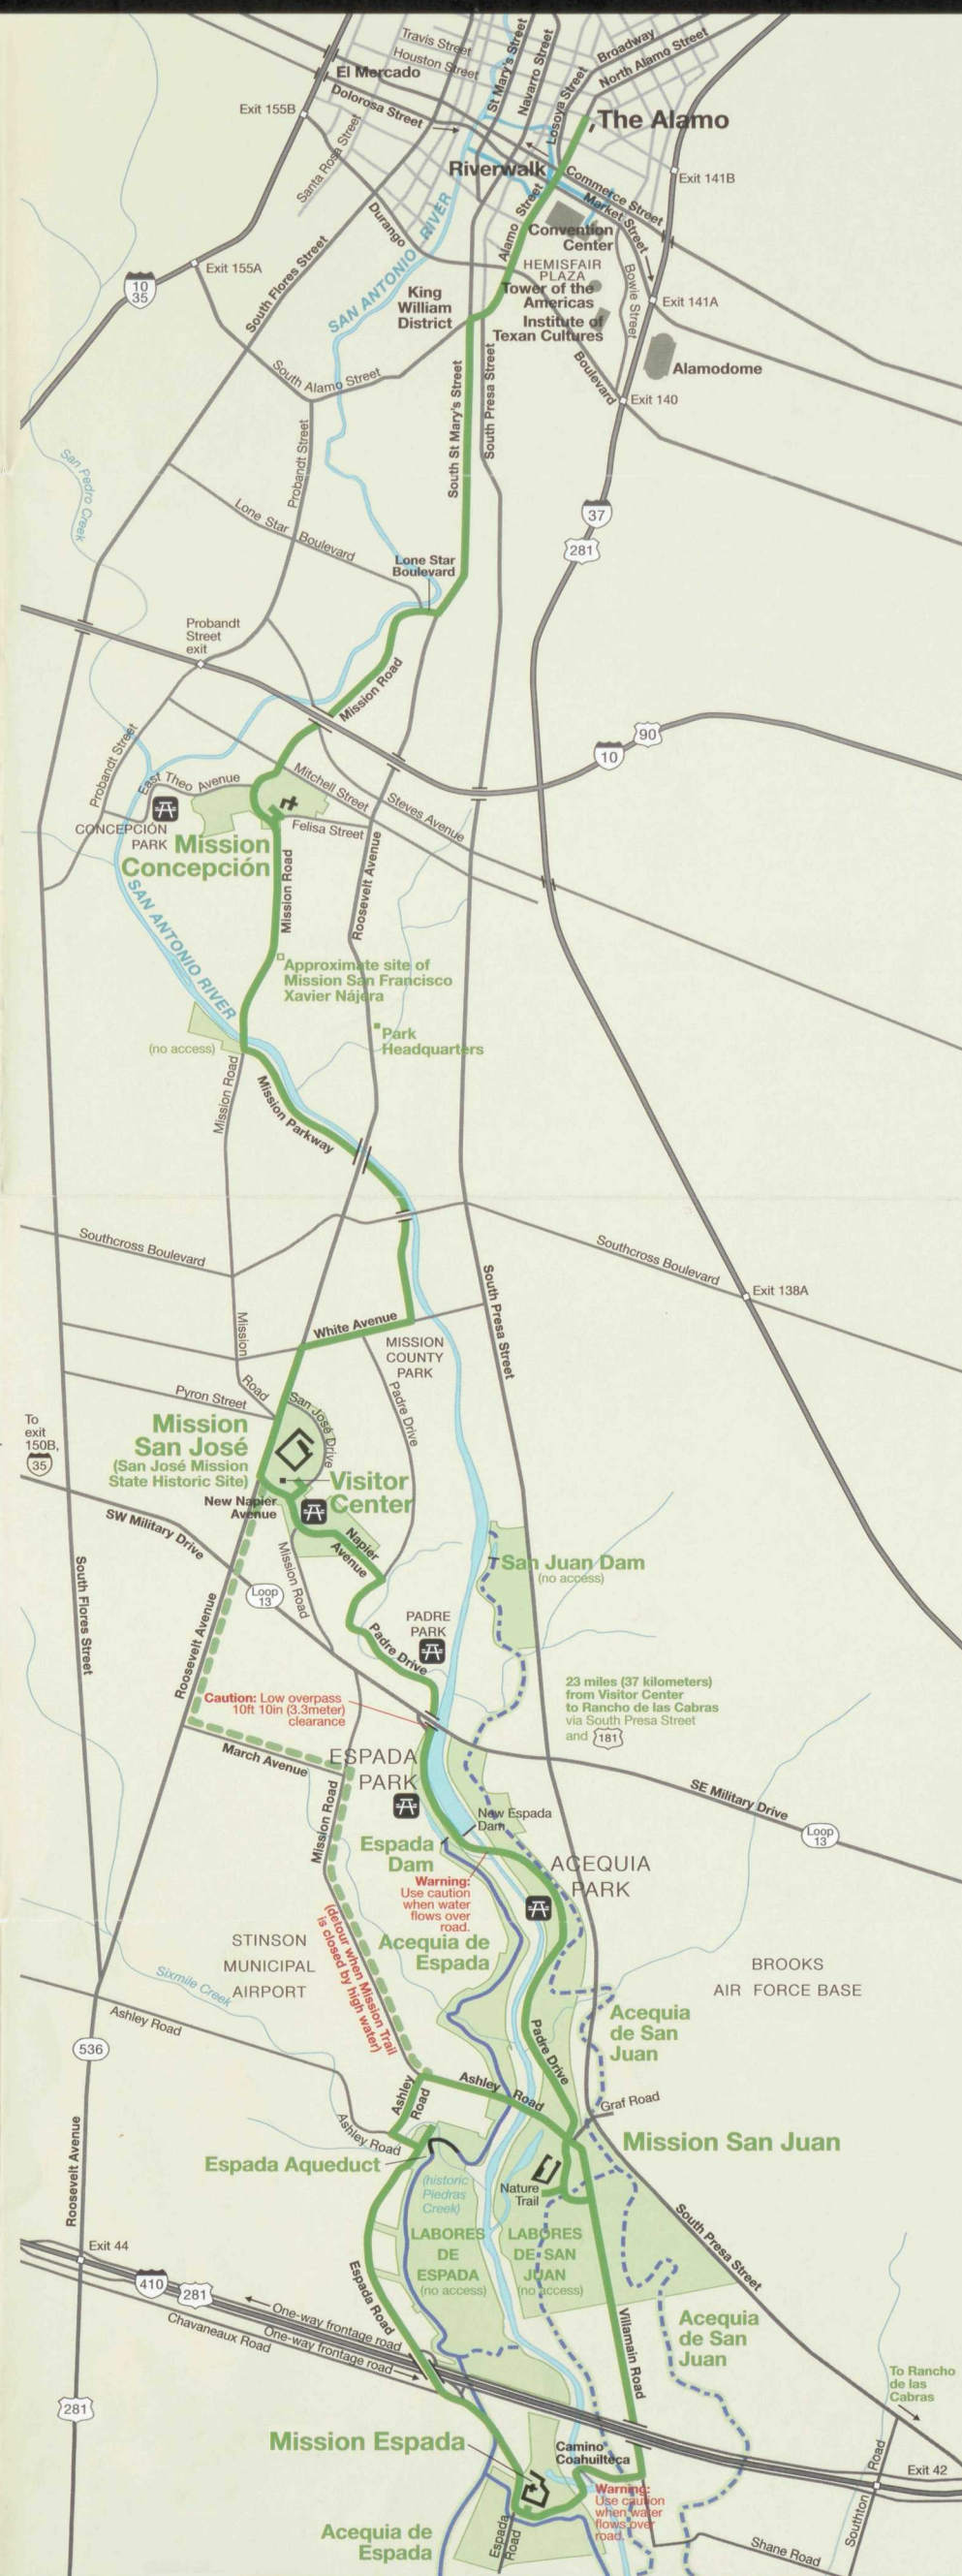 Travis Street
Houston Street
St Mary's Street
Navarro Street
Broadway
North Alamo Street
Losoya Street
El Mercado
Exit 155B
Dolorosa Street
The Alamo
Santa Rosa Street
Riverwalk
Commerce Street
Exit 141B
Market Street
Durango
SAN ANTONIO RIVER
Alamo Street
Convention
Center
HEMISFAIR
PLAZA
Exit 155A
10
35
South Flores Street
King
William
District
Tower of the
Americas
Institute of
Texan Cultures
Bowie Street
Exit 141A
Alamodome
Boulevard
Exit 140
South Alamo Street
South St Mary's Street
South Presa Street
Probandt Street
San Pedro Creek
Lone Star Boulevard
37
281
Lone Star
Boulevard
Probandt
Street
exit
Mission Road
90
10
Probandt Street
East Theo Avenue
Mitchell Street
Steves Avenue
CONCEPCIÓN
PARK
Mission
Concepción
Felisa Street
Mission Road
Roosevelt Avenue
SAN ANTONIO RIVER
Approximate site of
Mission San Francisco
Xavier Nájera
Park
Headquarters
(no access)
Mission Road
Mission Parkway
Southcross Boulevard
Southcross Boulevard
Exit 138A
South Presa Street
Mission
Road
White Avenue
MISSION
COUNTY
PARK
Pyron Street
San José Drive
Padre Drive
To
exit
150B,
35
Mission
San José
(San José Mission
State Historic Site)
Visitor
Center
New Napier
Avenue
SW Military Drive
Napier
Avenue
Mission Road
Loop
13
San Juan Dam
(no access)
South Flores Street
Roosevelt Avenue
PADRE
PARK
Padre Drive
Caution: Low overpass
10ft 10in (3.3meter)
clearance
23 miles (37 kilometers)
from Visitor Center
to Rancho de las Cabras
via South Presa Street
and 181
March Avenue
ESPADA
PARK
Mission Road
SE Military Drive
Loop
13
New Espada
Dam
Espada
Dam
ACEQUIA
PARK
Warning:
Use caution
when water
flows over
road.
(detour when Mission Trail
is closed by high water)
STINSON
MUNICIPAL
AIRPORT
Acequia de
Espada
BROOKS
AIR FORCE BASE
Sixmile Creek
Ashley Road
Acequia
de San
Juan
Padre Drive
536
Ashley
Road
Ashley Road
Graf Road
Ashley Road
Mission San Juan
Espada Aqueduct
(historic
Piedras
Creek)
Nature
Trail
Roosevelt Avenue
South Presa Street
LABORES
DE
ESPADA
(no access)
LABORES
DE SAN
JUAN
(no access)
Exit 44
410
281
Espada Road
One-way frontage road
One-way frontage road
Chavaneaux Road
Villamain Road
Acequia
de San
Juan
To Rancho
de las
Cabras
281
Mission Espada
Camino
Coahuilteca
Exit 42
Warning:
Use caution
when water
flows over
road.
Southton Road
Espada
Road
Shane Road
Acequia de
Espada